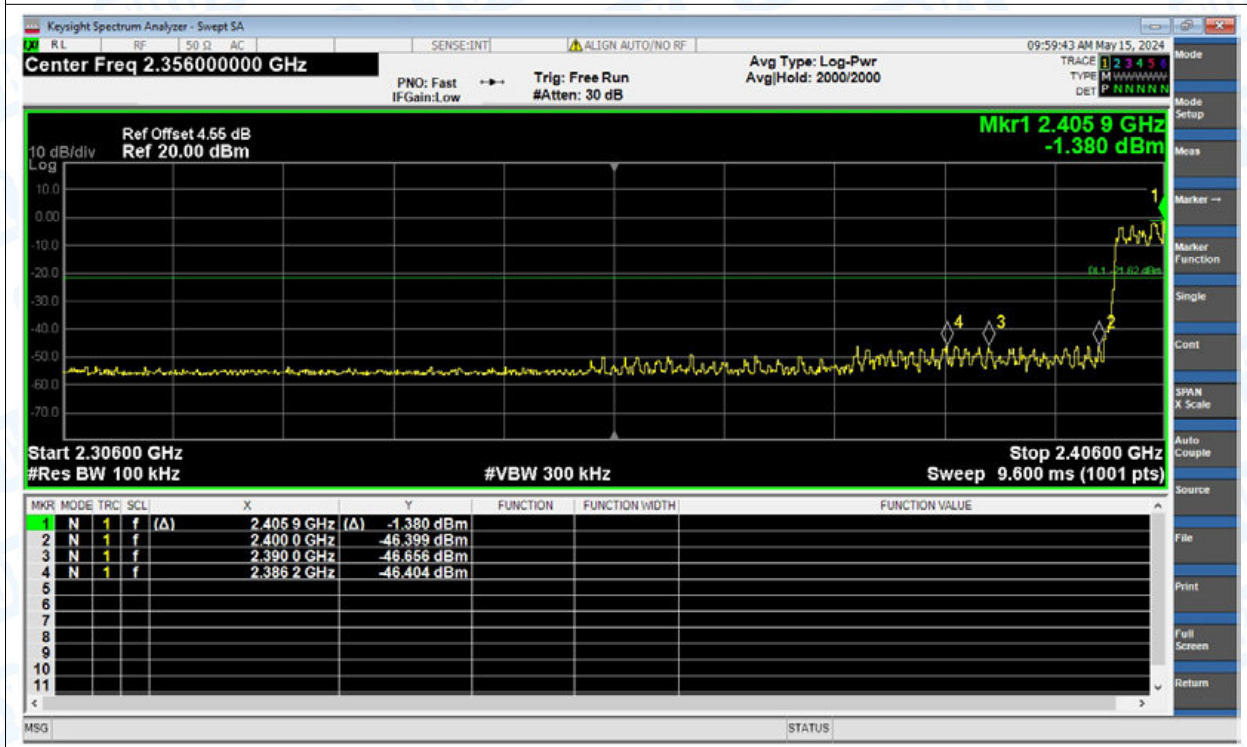 Keysight Spectrum Analyzer - Swept SA
RL RF 50 Ω AC SENSE:INT ALIGN AUTO/NO RF 09:59:43 AM May 15, 2024
Center Freq 2.356000000 GHz
PNO: Fast
IFGain:Low
Trig: Free Run
#Atten: 30 dB
Avg Type: Log-Pwr
Avg|Hold: 2000/2000
TRACE 1 2 3 4 5 6
TYPE M W W W W W
DET P N N N N N
Ref Offset 4.55 dB
10 dB/div Ref 20.00 dBm
Log
Mkr1 2.405 9 GHz
-1.380 dBm
10.0
0.00
-10.0
-20.0
-30.0
-40.0
-50.0
-60.0
-70.0
1
DL1 -21.62 dBm
4 3 2
Start 2.30600 GHz Stop 2.40600 GHz
#Res BW 100 kHz #VBW 300 kHz Sweep 9.600 ms (1001 pts)
MKR MODE TRC SCL X Y FUNCTION FUNCTION WIDTH FUNCTION VALUE
1 N 1 f (Δ) 2.405 9 GHz (Δ) -1.380 dBm
2 N 1 f 2.400 0 GHz -46.399 dBm
3 N 1 f 2.390 0 GHz -46.656 dBm
4 N 1 f 2.386 2 GHz -46.404 dBm
5
6
7
8
9
10
11
MSG STATUS
Mode
Mode
Setup
Meas
Marker →
Marker
Function
Single
Cont
SPAN
X Scale
Auto
Couple
Source
File
Print
Full
Screen
Return